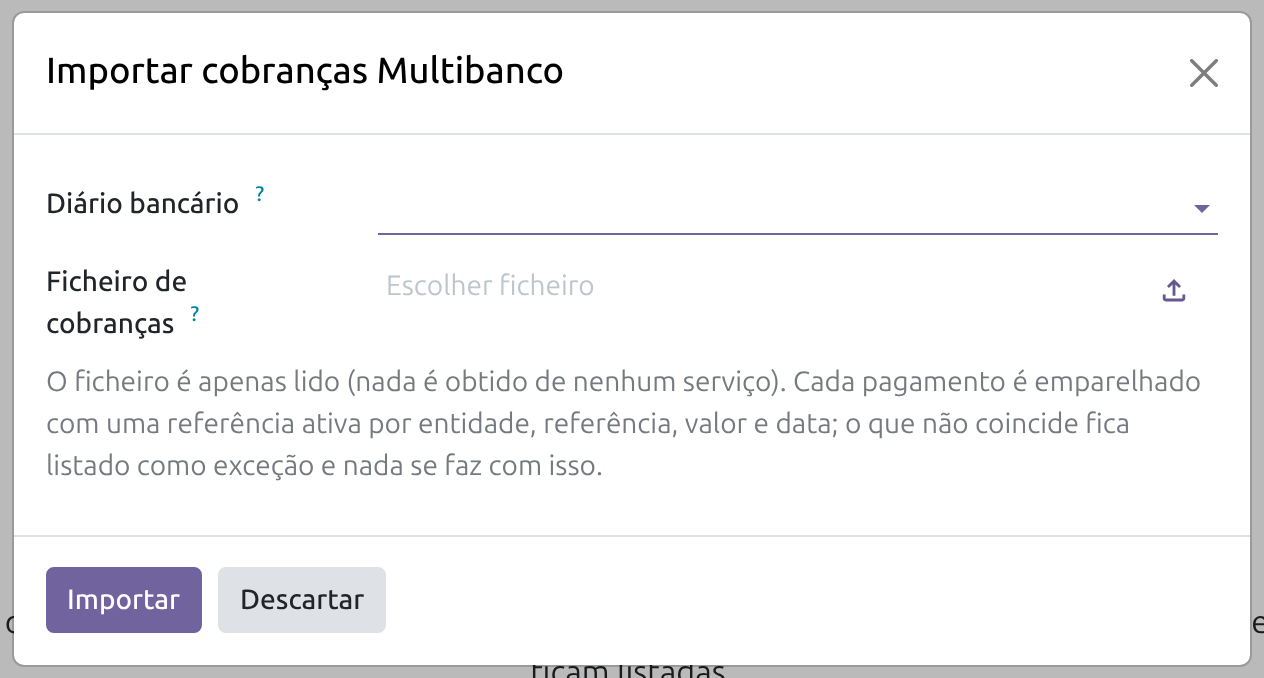 Importar cobranças Multibanco
Diário bancário ?
Ficheiro de
cobranças ?
Escolher ficheiro
O ficheiro é apenas lido (nada é obtido de nenhum serviço). Cada pagamento é emparelhado
com uma referência ativa por entidade, referência, valor e data; o que não coincide fica
listado como exceção e nada se faz com isso.
Importar
Descartar
ficam listadas